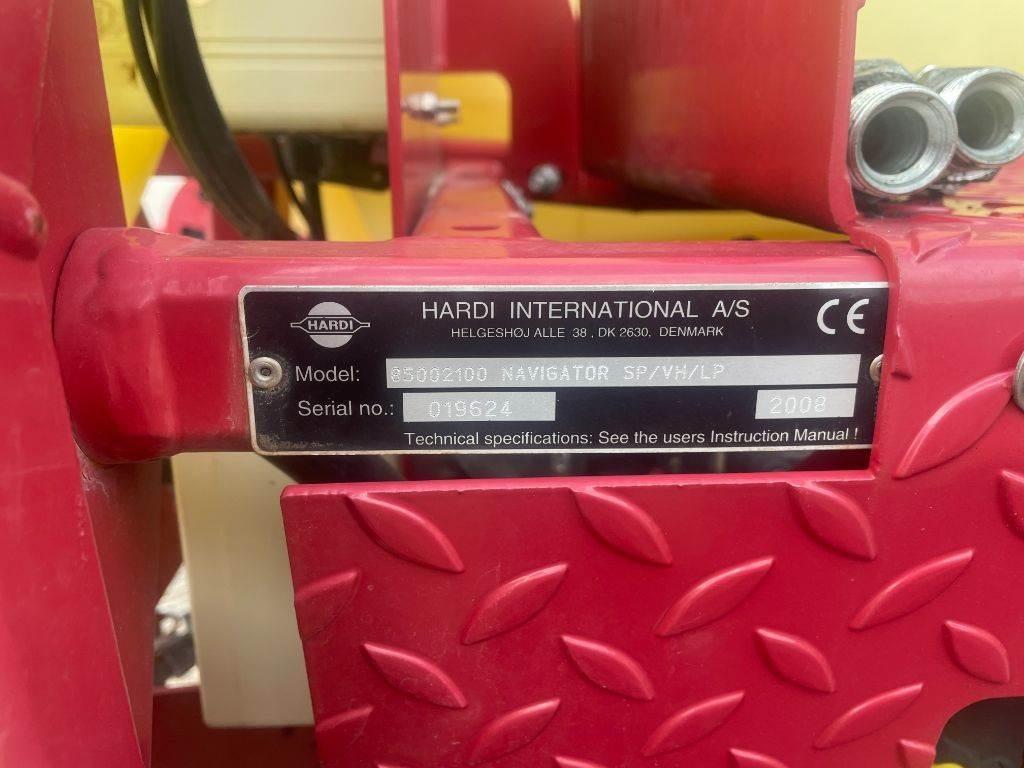 HARDI
HARDI INTERNATIONAL A/S
HELGESHØJ ALLE 38 , DK 2630, DENMARK
CE
Model: 85002100 NAVIGATOR SP/VH/LP
Serial no.: 019624 2008
Technical specifications: See the users Instruction Manual !